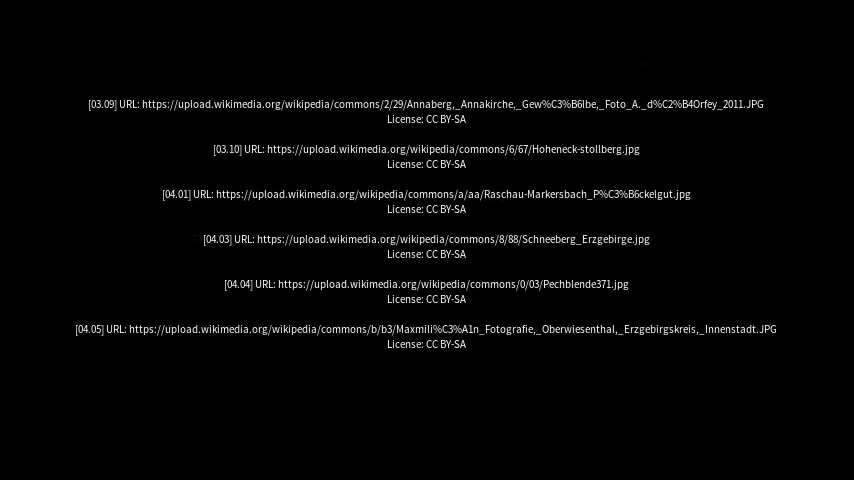 [03.09] URL: https://upload.wikimedia.org/wikipedia/commons/2/29/Annaberg,_Annakirche,_Gew%C3%B6lbe,_Foto_A._d%C2%B4Orfey_2011.JPG
License: CC BY-SA
[03.10] URL: https://upload.wikimedia.org/wikipedia/commons/6/67/Hoheneck-stollberg.jpg
License: CC BY-SA
[04.01] URL: https://upload.wikimedia.org/wikipedia/commons/a/aa/Raschau-Markersbach_P%C3%B6ckelgut.jpg
License: CC BY-SA
[04.03] URL: https://upload.wikimedia.org/wikipedia/commons/8/88/Schneeberg_Erzgebirge.jpg
License: CC BY-SA
[04.04] URL: https://upload.wikimedia.org/wikipedia/commons/0/03/Pechblende371.jpg
License: CC BY-SA
[04.05] URL: https://upload.wikimedia.org/wikipedia/commons/b/b3/Maxmili%C3%A1n_Fotografie,_Oberwiesenthal,_Erzgebirgskreis,_Innenstadt.JPG
License: CC BY-SA